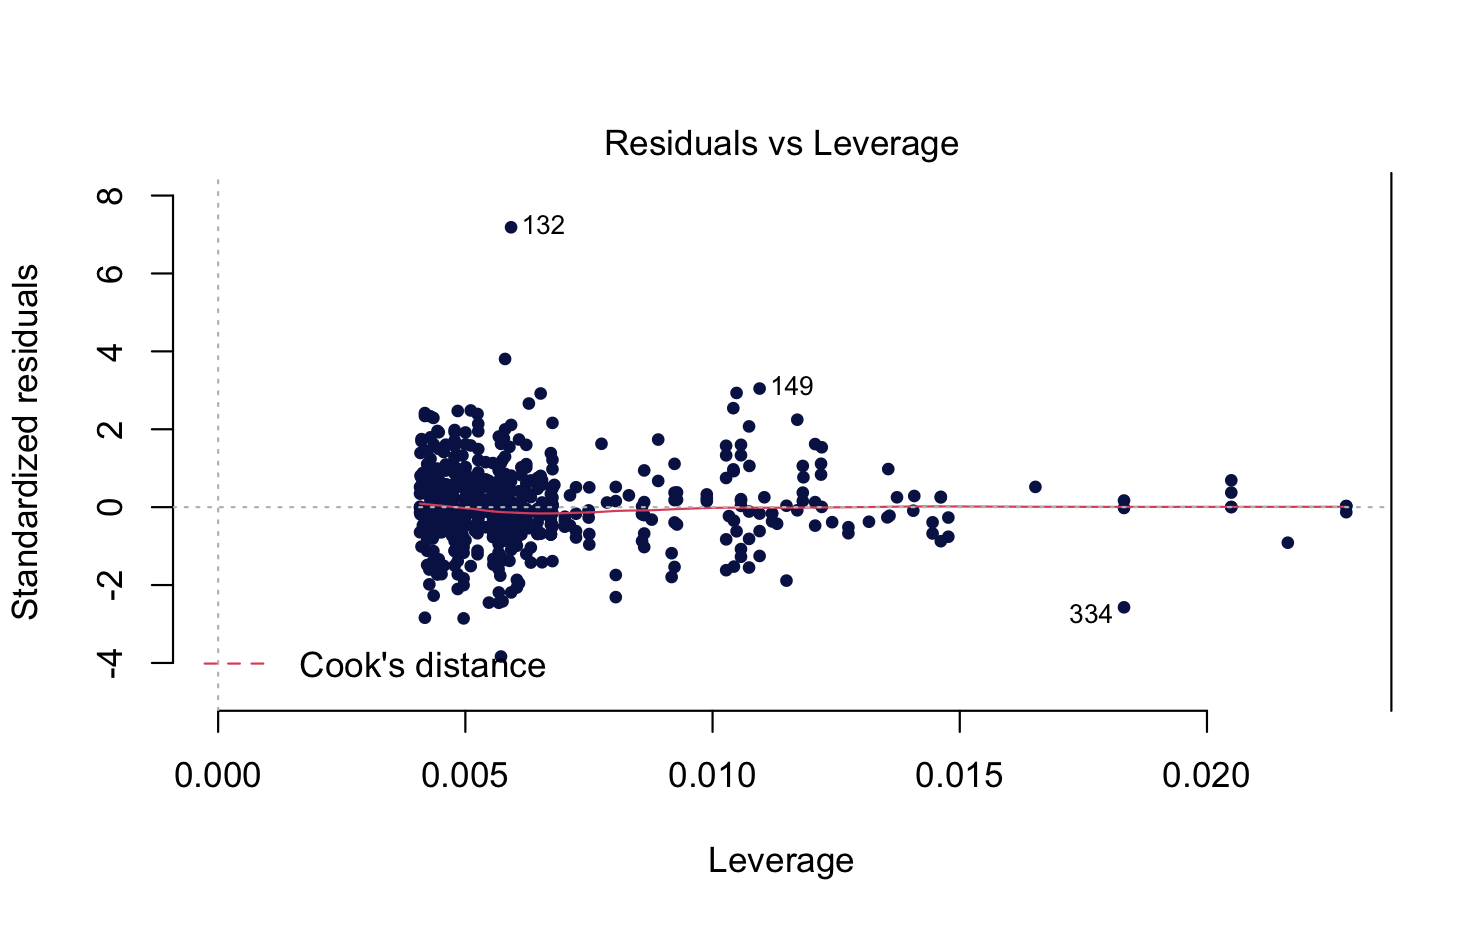 Residuals vs Leverage
Standardized residuals
8
6
4
2
0
-2
-4
132
149
334
Cook's distance
0.000 0.005 0.010 0.015 0.020
Leverage